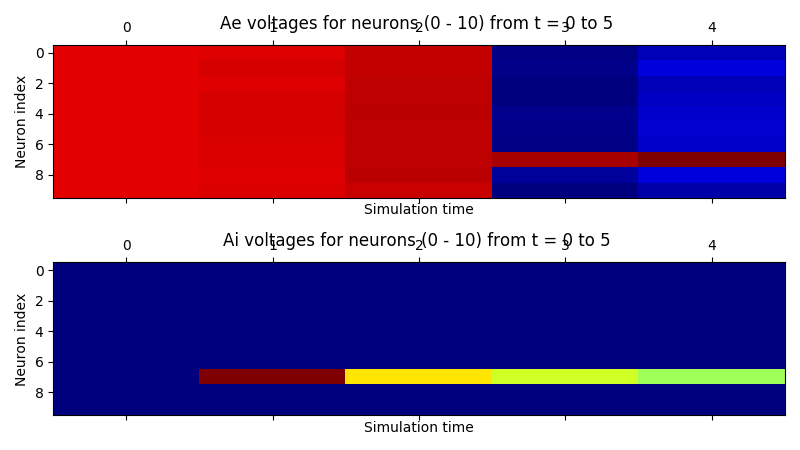 Ae voltages for neurons (0 - 10) from t = 0 to 5
0 1 2 3 4
0
2
4
6
8
Neuron index
Simulation time
Ai voltages for neurons (0 - 10) from t = 0 to 5
0 1 2 3 4
0
2
4
6
8
Neuron index
Simulation time